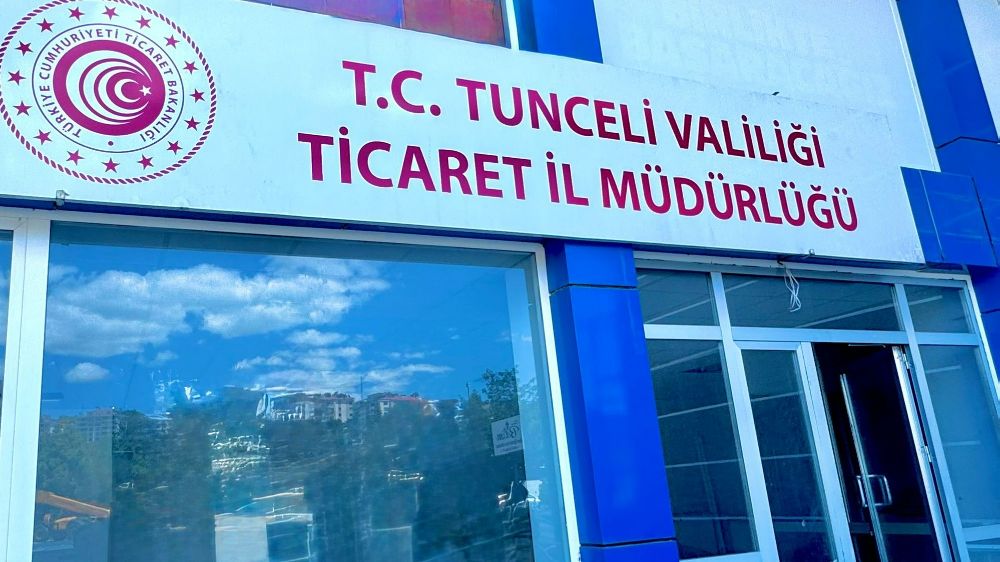 TÜRKİYE CUMHURİYETİ TİCARET BAKANLIĞI
T.C. TUNCELİ VALİLİĞİ
TİCARET İL MÜDÜRLÜĞÜ